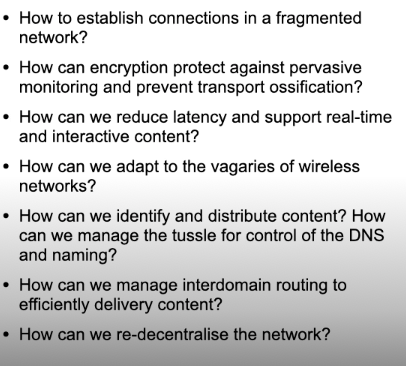 • How to establish connections in a fragmented
network?
• How can encryption protect against pervasive
monitoring and prevent transport ossification?
• How can we reduce latency and support real-time
and interactive content?
• How can we adapt to the vagaries of wireless
networks?
• How can we identify and distribute content? How
can we manage the tussle for control of the DNS
and naming?
• How can we manage interdomain routing to
efficiently delivery content?
• How can we re-decentralise the network?